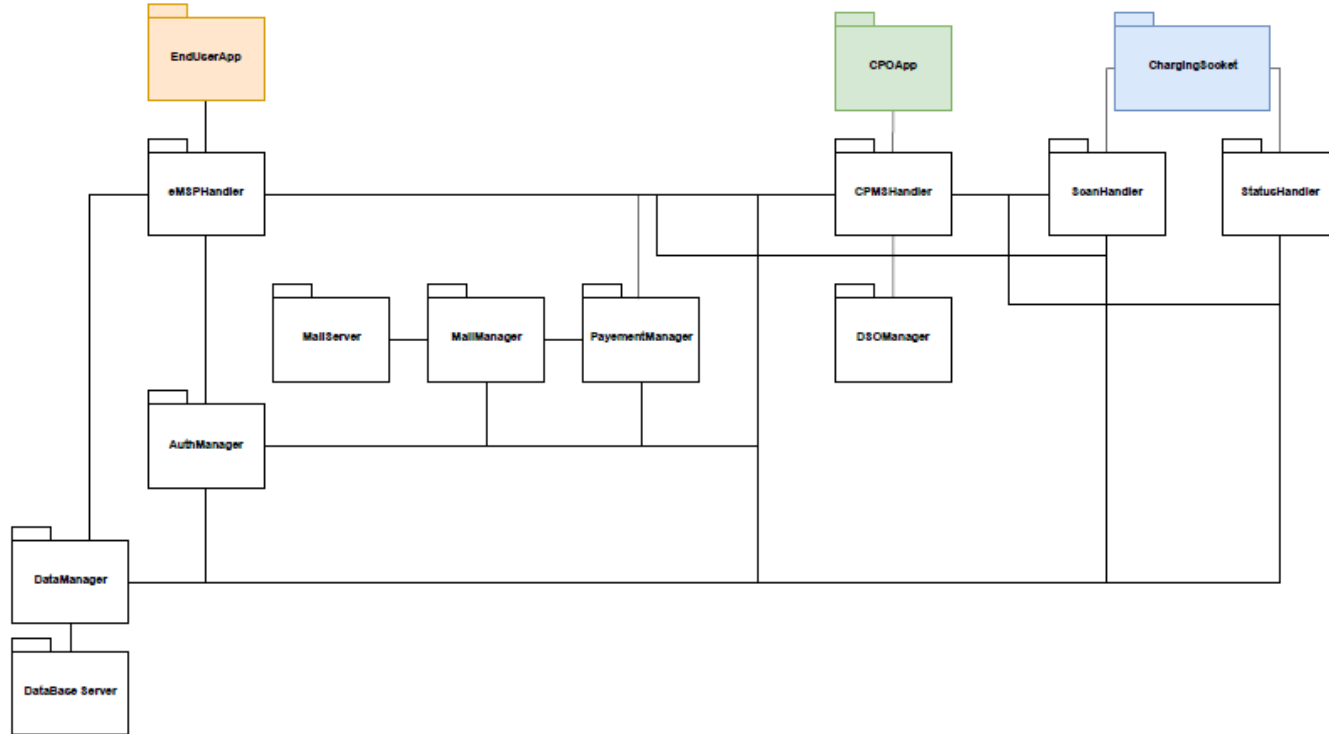 EndUserApp
CPOApp
ChargingSocket
eMSPHandler
CPMSHandler
ScanHandler
StatusHandler
MailServer
MailManager
PayementManager
DSOManager
AuthManager
DataManager
DataBase Server